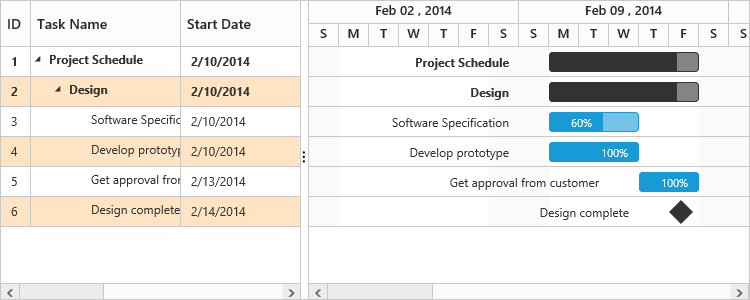 ID Task Name Start Date
Feb 02 , 2014 Feb 09 , 2014
S M T W T F S S M T W T F S
1 Project Schedule 2/10/2014 Project Schedule
2 Design 2/10/2014 Design
3 Software Specific 2/10/2014 Software Specification 60%
4 Develop prototyp 2/10/2014 Develop prototype 100%
5 Get approval fror 2/13/2014 Get approval from customer 100%
6 Design complete 2/14/2014 Design complete